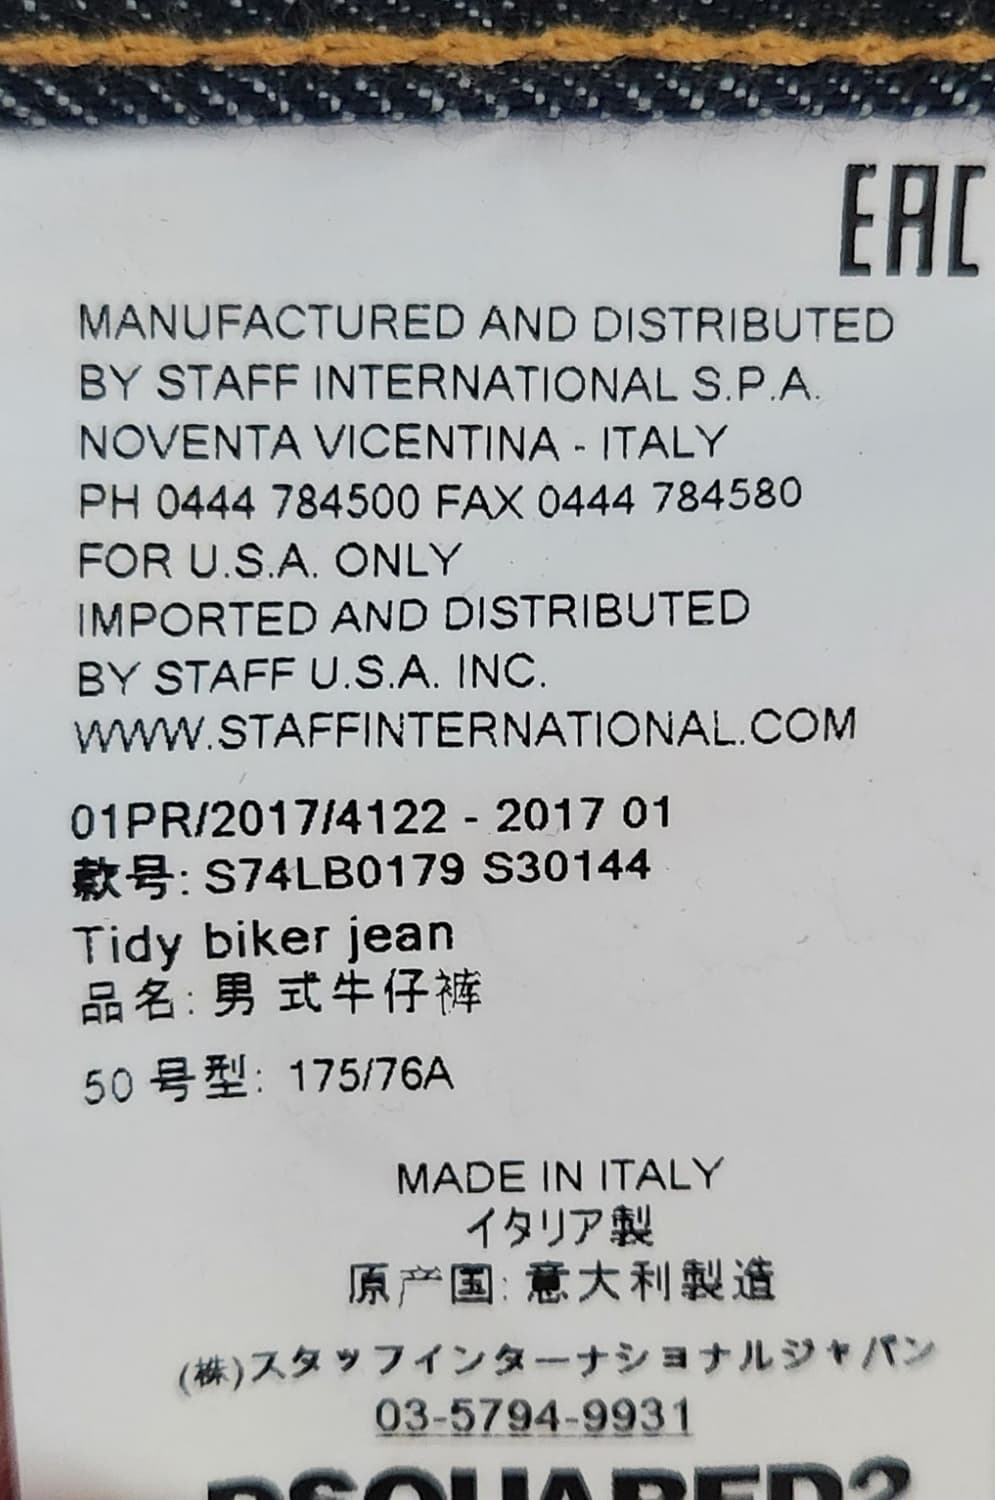 EAC
MANUFACTURED AND DISTRIBUTED
BY STAFF INTERNATIONAL S.P.A.
NOVENTA VICENTINA - ITALY
PH 0444 784500 FAX 0444 784580
FOR U.S.A. ONLY
IMPORTED AND DISTRIBUTED
BY STAFF U.S.A. INC.
WWW.STAFFINTERNATIONAL.COM
01PR/2017/4122 - 2017 01
款号: S74LB0179 S30144
Tidy biker jean
品名: 男 式牛仔裤
50 号型: 175/76A
MADE IN ITALY
イタリア製
原产国: 意大利製造
(株)スタッフインターナショナルジャパン
03-5794-9931
DSQUARED2